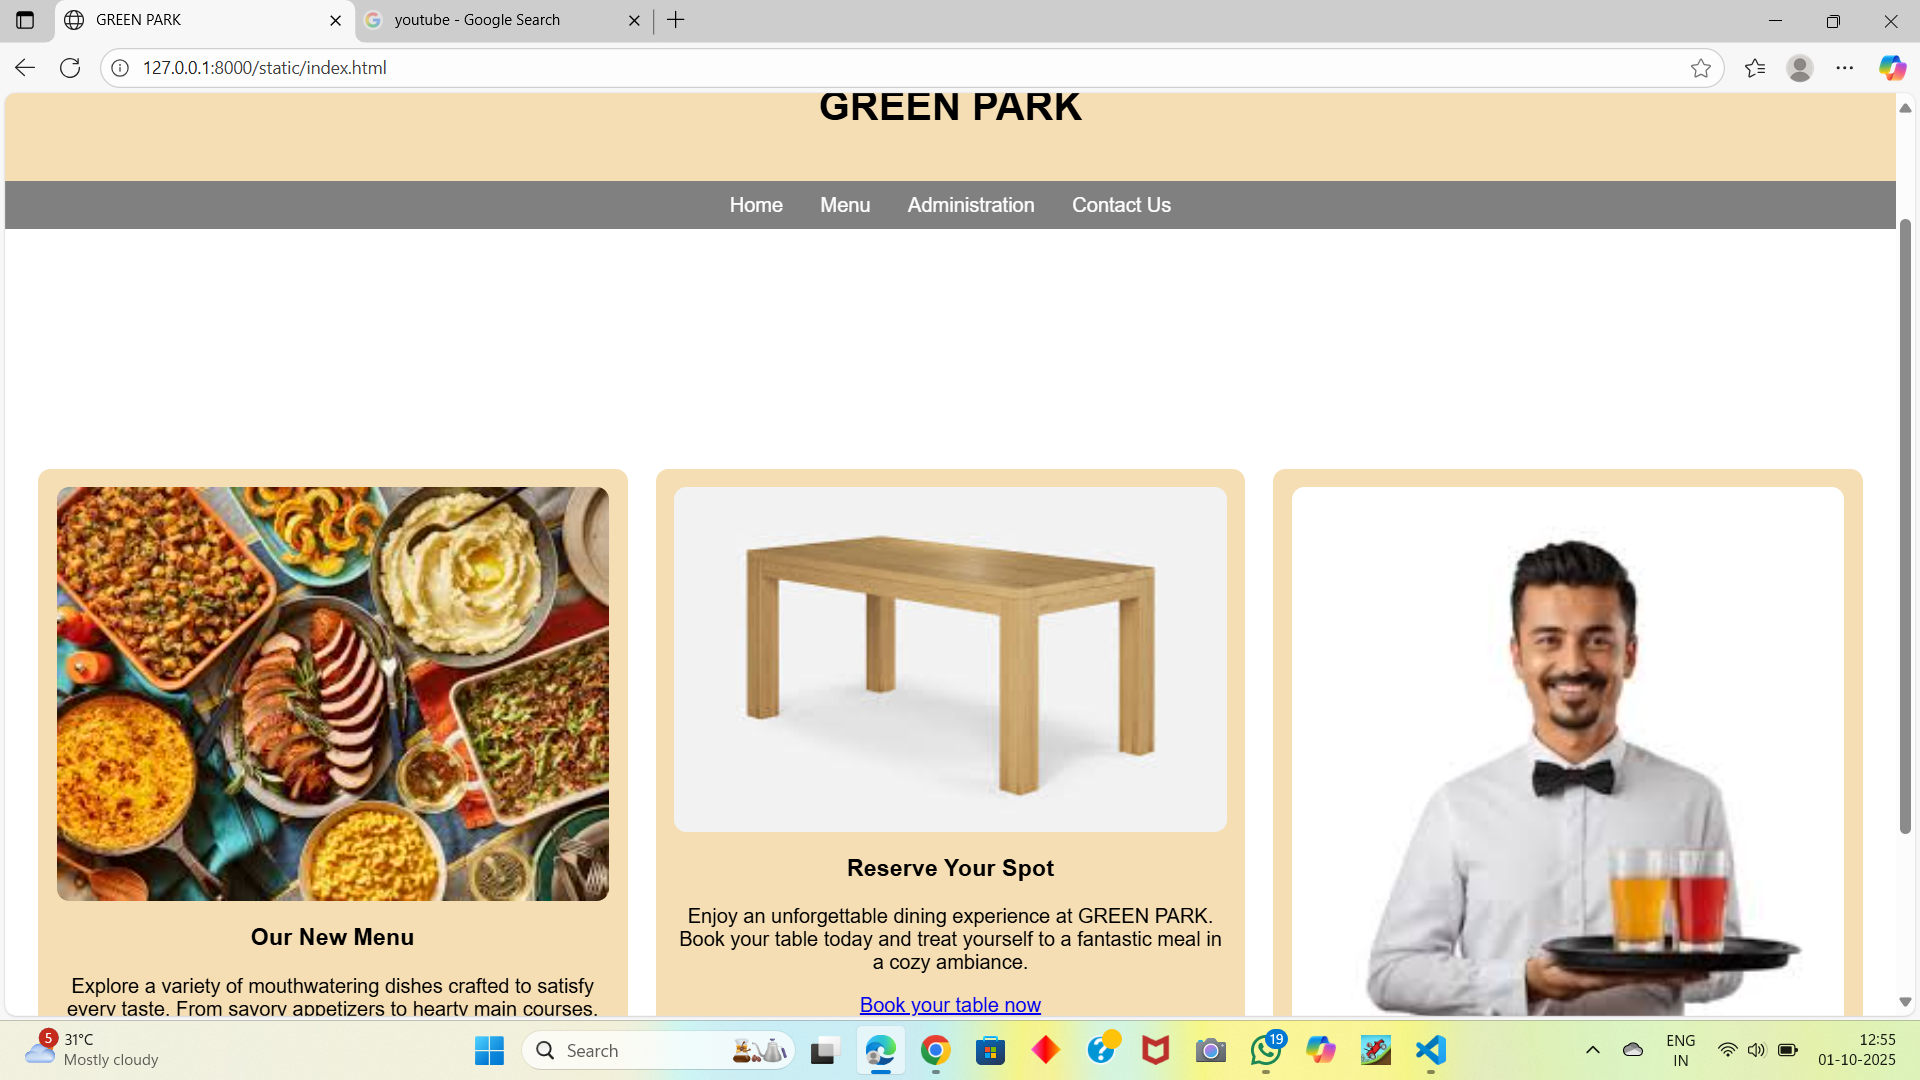 GREEN PARK
youtube - Google Search
127.0.0.1:8000/static/index.html
GREEN PARK
Home Menu Administration Contact Us
Our New Menu
Explore a variety of mouthwatering dishes crafted to satisfy
every taste. From savory appetizers to hearty main courses,
Reserve Your Spot
Enjoy an unforgettable dining experience at GREEN PARK.
Book your table today and treat yourself to a fantastic meal in
a cozy ambiance.
Book your table now
5
31°C
Mostly cloudy
Search
19
ENG
IN
12:55
01-10-2025